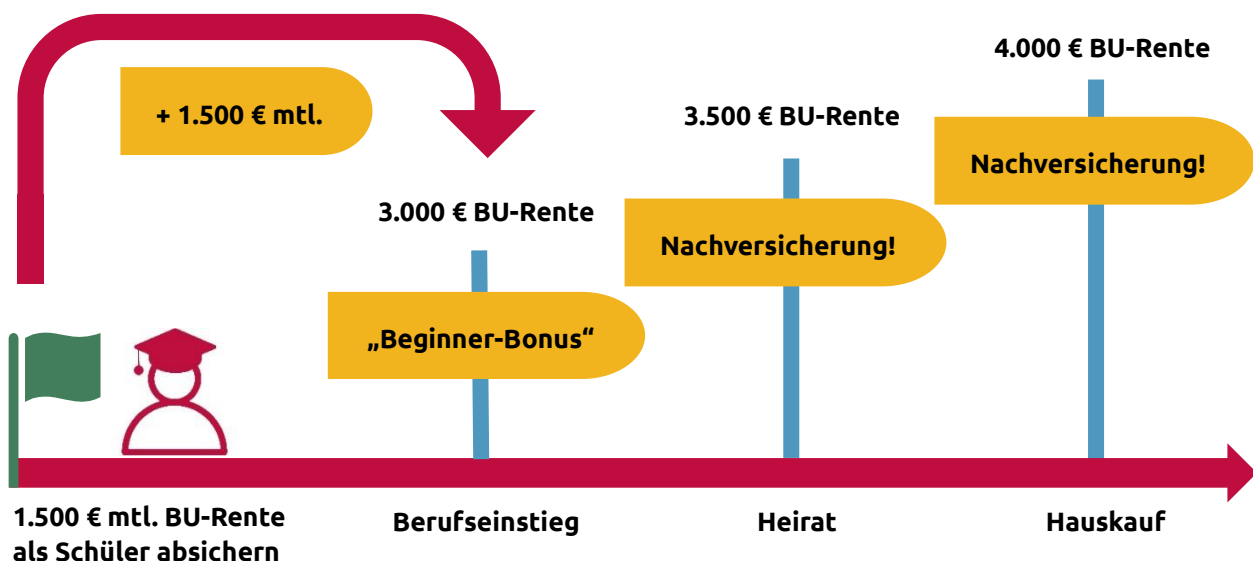 4.000 € BU-Rente
+ 1.500 € mtl.
3.500 € BU-Rente
Nachversicherung!
3.000 € BU-Rente
Nachversicherung!
„Beginner-Bonus“
1.500 € mtl. BU-Rente
als Schüler absichern
Berufseinstieg
Heirat
Hauskauf